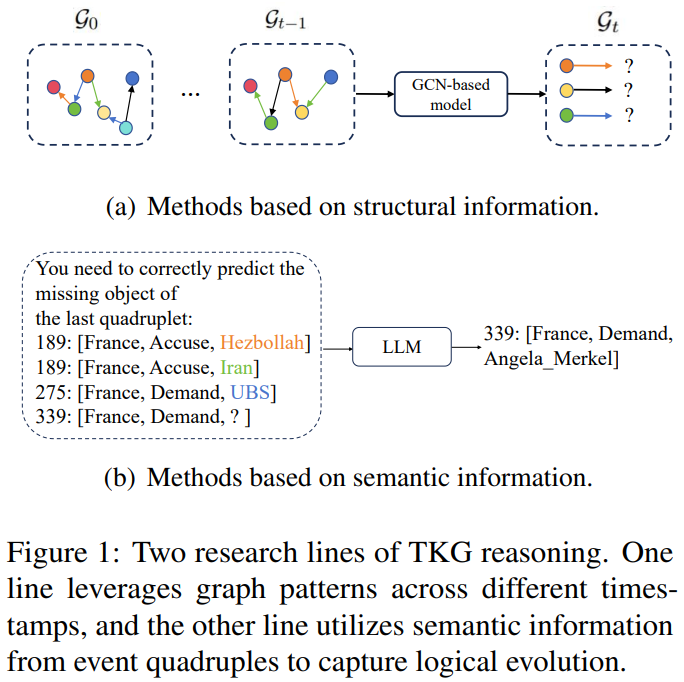 𝒢₀ 𝒢ₜ₋₁ 𝒢ₜ
...
GCN-based
model
?
?
?
(a) Methods based on structural information.
You need to correctly predict the
missing object of
the last quadruplet:
189: [France, Accuse, Hezbollah]
189: [France, Accuse, Iran]
275: [France, Demand, UBS]
339: [France, Demand, ? ]
LLM
339: [France, Demand,
Angela_Merkel]
(b) Methods based on semantic information.
Figure 1: Two research lines of TKG reasoning. One
line leverages graph patterns across different times-
tamps, and the other line utilizes semantic information
from event quadruples to capture logical evolution.